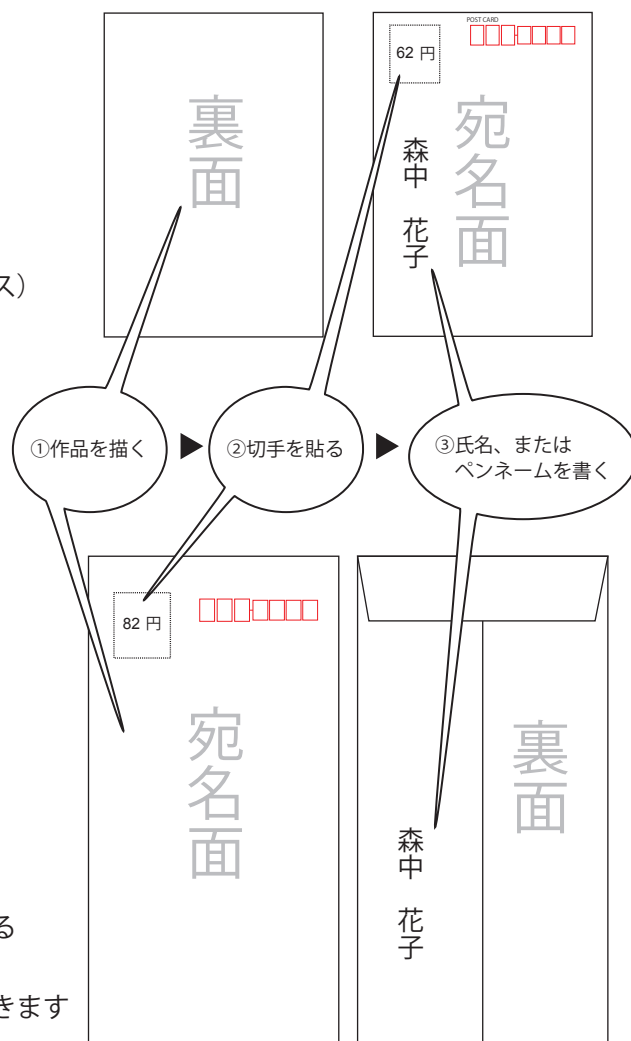 裏面
POST CARD
62 円
宛名面
森中 花子
ス）
①作品を描く
②切手を貼る
③氏名、または
ペンネームを書く
82 円
宛名面
裏面
森中 花子
る
きます